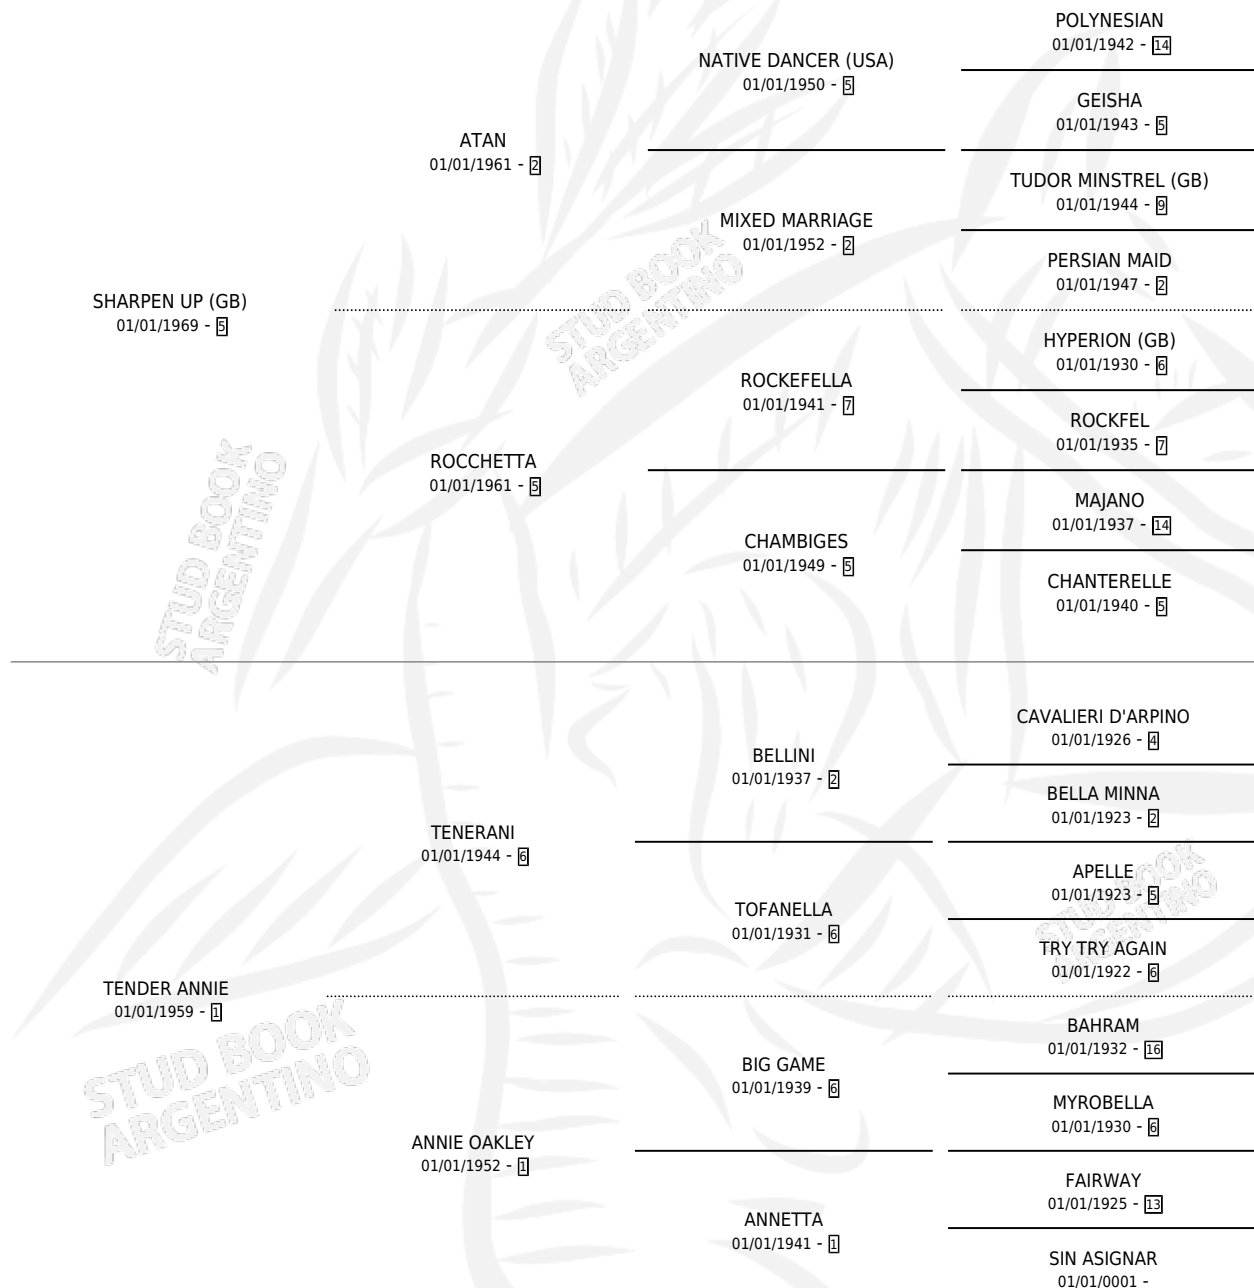 POLYNESIAN
01/01/1942 - 14
NATIVE DANCER (USA)
01/01/1950 - 5
GEISHA
01/01/1943 - 5
ATAN
01/01/1961 - 2
TUDOR MINSTREL (GB)
01/01/1944 - 9
MIXED MARRIAGE
01/01/1952 - 2
PERSIAN MAID
01/01/1947 - 2
SHARPEN UP (GB)
01/01/1969 - 5
HYPERION (GB)
01/01/1930 - 6
ROCKEFELLA
01/01/1941 - 7
ROCKFEL
01/01/1935 - 7
ROCCHETTA
01/01/1961 - 5
MAJANO
01/01/1937 - 14
CHAMBIGES
01/01/1949 - 5
CHANTERELLE
01/01/1940 - 5
CAVALIERI D'ARPINO
01/01/1926 - 4
BELLINI
01/01/1937 - 2
BELLA MINNA
01/01/1923 - 2
TENERANI
01/01/1944 - 6
APELLE
01/01/1923 - 5
TOFANELLA
01/01/1931 - 6
TRY TRY AGAIN
01/01/1922 - 6
TENDER ANNIE
01/01/1959 - 1
BAHRAM
01/01/1932 - 16
BIG GAME
01/01/1939 - 6
MYROBELLA
01/01/1930 - 6
ANNIE OAKLEY
01/01/1952 - 1
FAIRWAY
01/01/1925 - 13
ANNETTA
01/01/1941 - 1
SIN ASIGNAR
01/01/0001 -
STUD BOOK
ARGENTINO
STUD BOOK
ARGENTINO
STUD BOOK
ARGENTINO
STUD BOOK
ARGENTINO